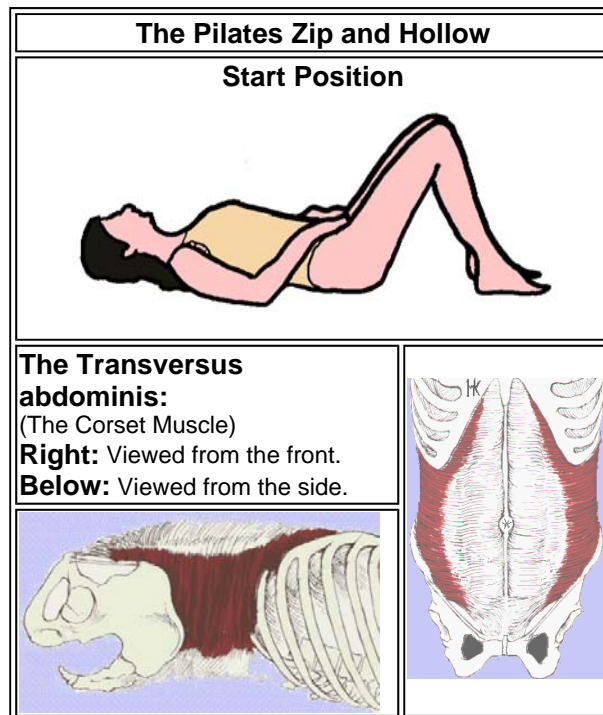 The Pilates Zip and Hollow
Start Position
The Transversus
abdominis:
(The Corset Muscle)
Right: Viewed from the front.
Below: Viewed from the side.
HK